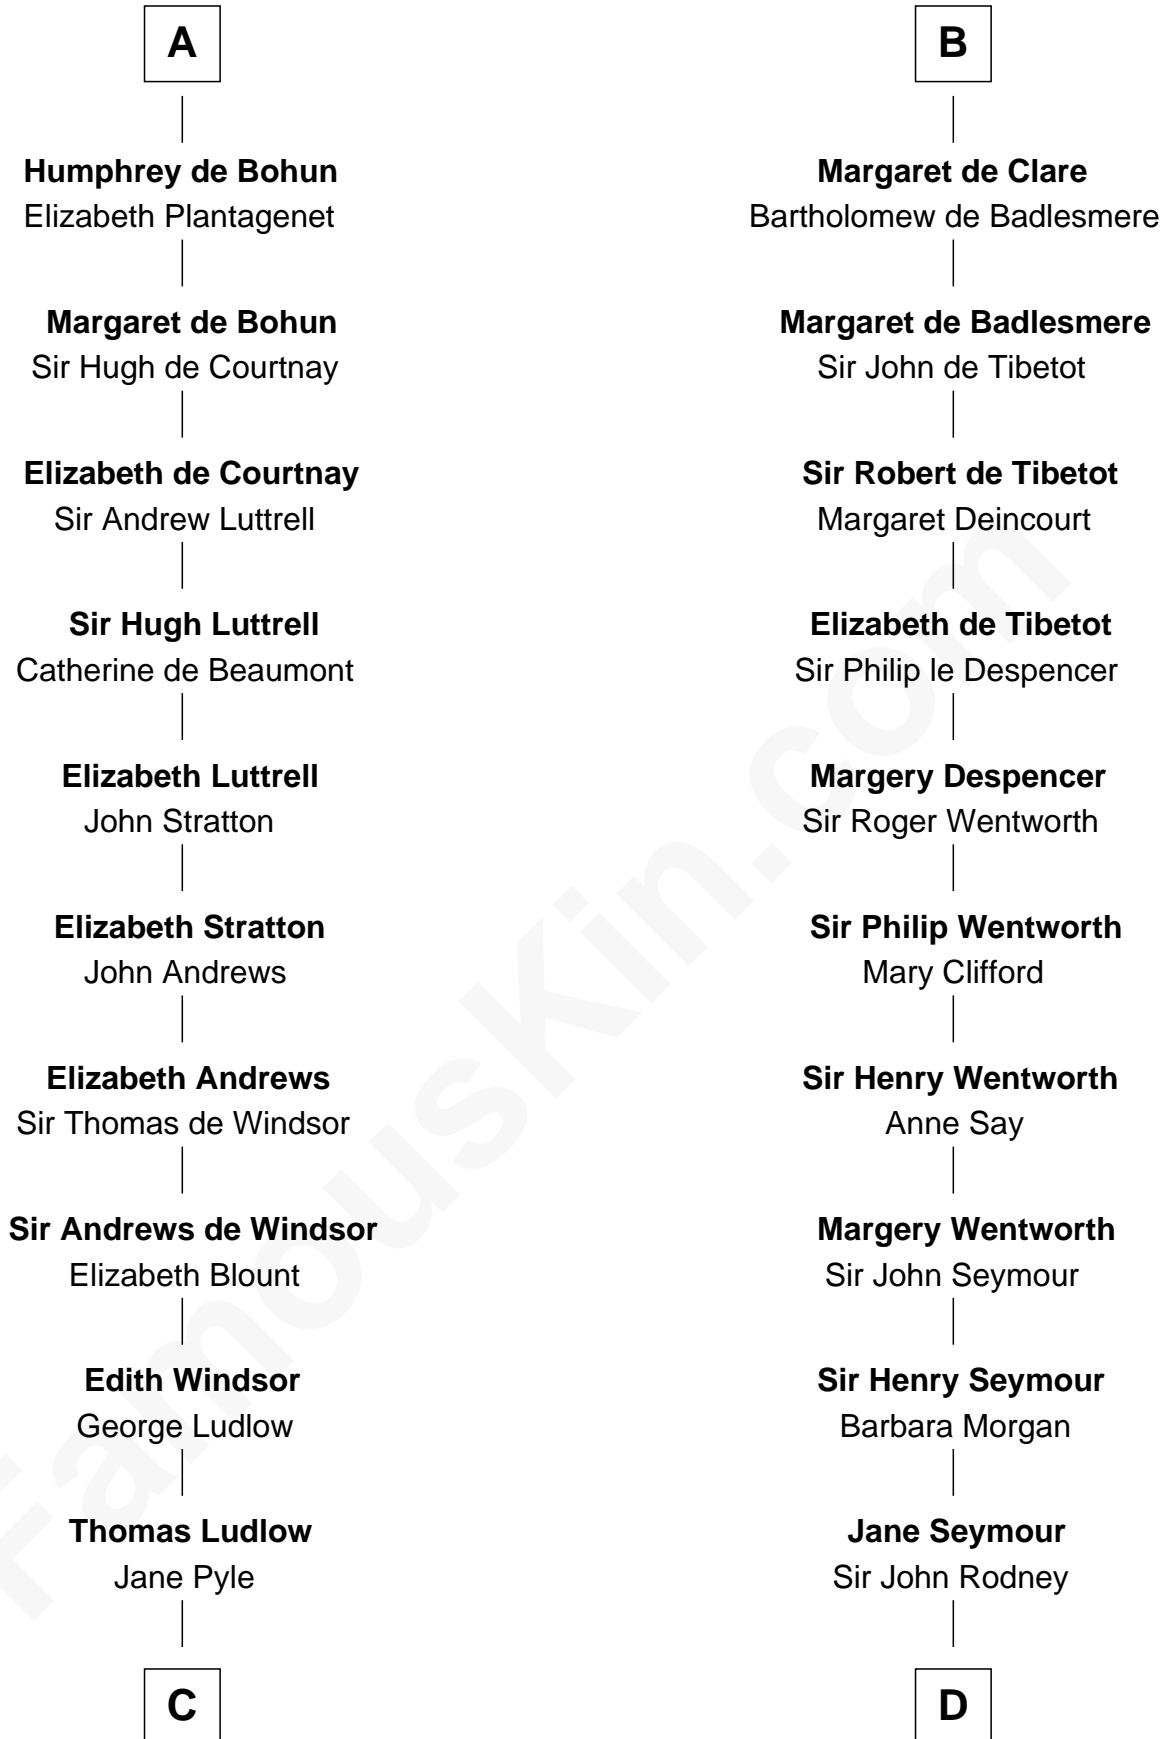 A
Humphrey de Bohun
Elizabeth Plantagenet
Margaret de Bohun
Sir Hugh de Courtnay
Elizabeth de Courtnay
Sir Andrew Luttrell
Sir Hugh Luttrell
Catherine de Beaumont
Elizabeth Luttrell
John Stratton
Elizabeth Stratton
John Andrews
Elizabeth Andrews
Sir Thomas de Windsor
Sir Andrews de Windsor
Elizabeth Blount
Edith Windsor
George Ludlow
Thomas Ludlow
Jane Pyle
C
B
Margaret de Clare
Bartholomew de Badlesmere
Margaret de Badlesmere
Sir John de Tibetot
Sir Robert de Tibetot
Margaret Deincourt
Elizabeth de Tibetot
Sir Philip le Despencer
Margery Despencer
Sir Roger Wentworth
Sir Philip Wentworth
Mary Clifford
Sir Henry Wentworth
Anne Say
Margery Wentworth
Sir John Seymour
Sir Henry Seymour
Barbara Morgan
Jane Seymour
Sir John Rodney
D
FamousKin.com